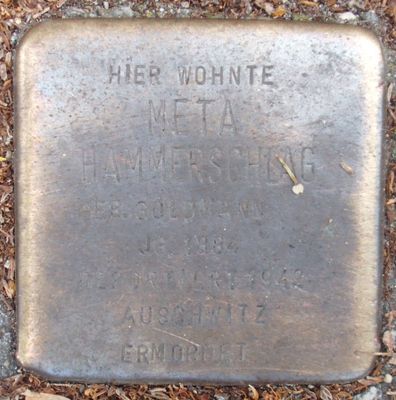 HIER WOHNTE
META
HAMMERSCHLAG
GEB. GOLDMANN
JG. 1884
DEPORTIERT 1942
AUSCHWITZ
ERMORDET